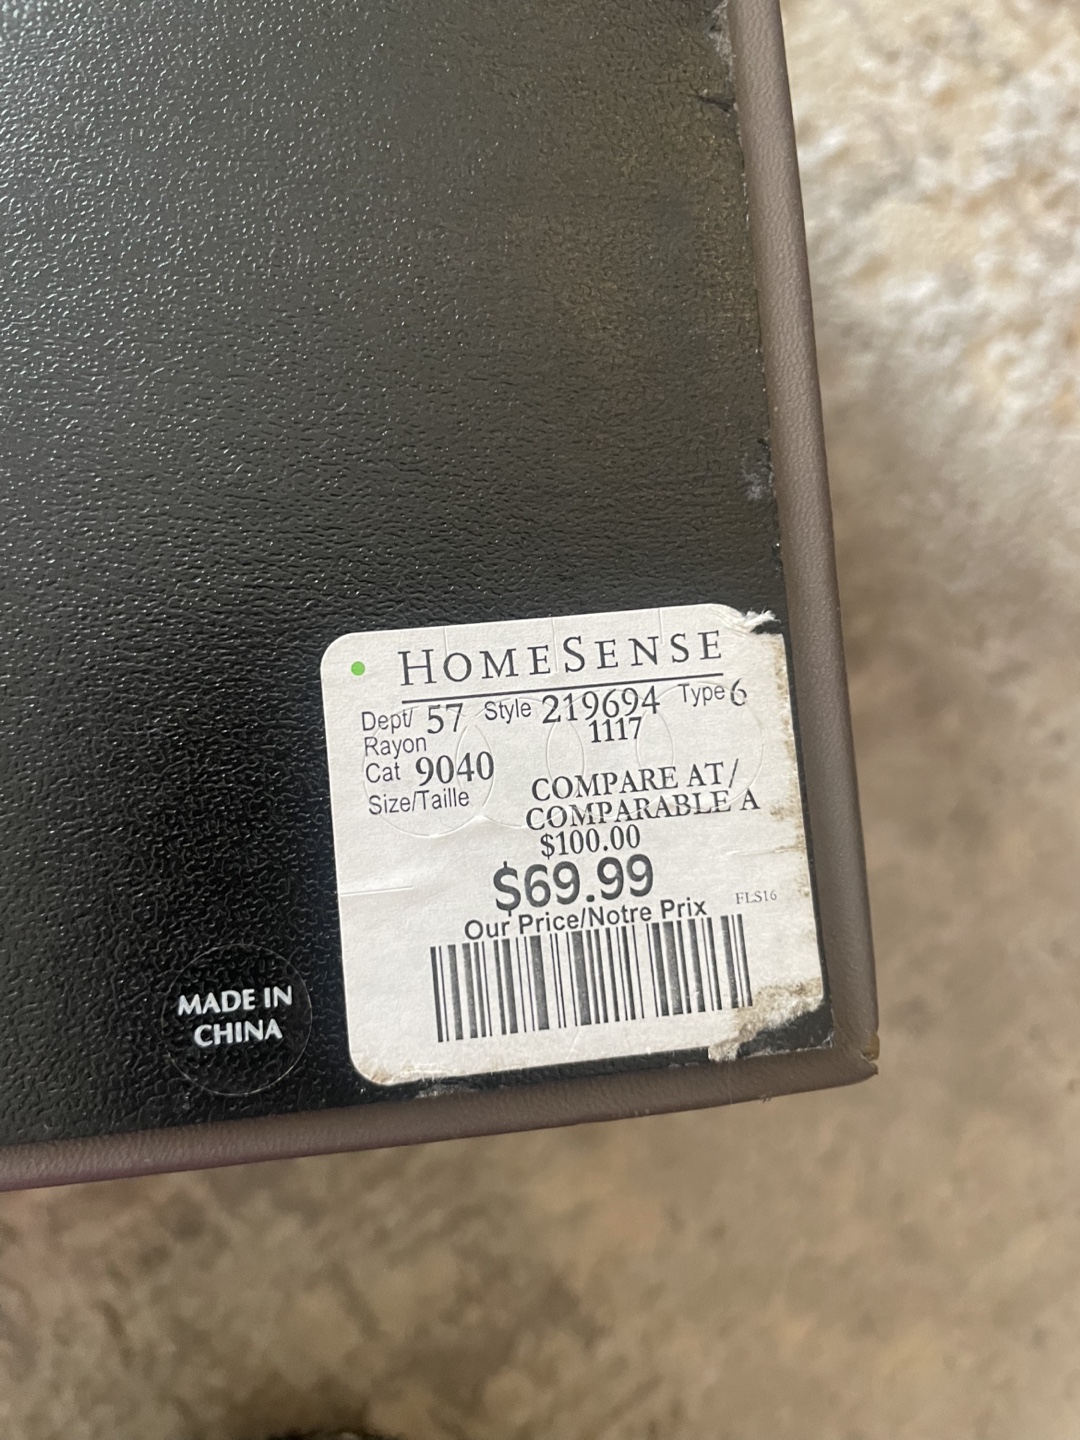 HOMESENSE
Dept/ 57 Style 219694 Type 6
Rayon 1117
Cat 9040
Size/Taille
COMPARE AT/
COMPARABLE A
$100.00
$69.99
Our Price/Notre Prix FLS16
MADE IN
CHINA